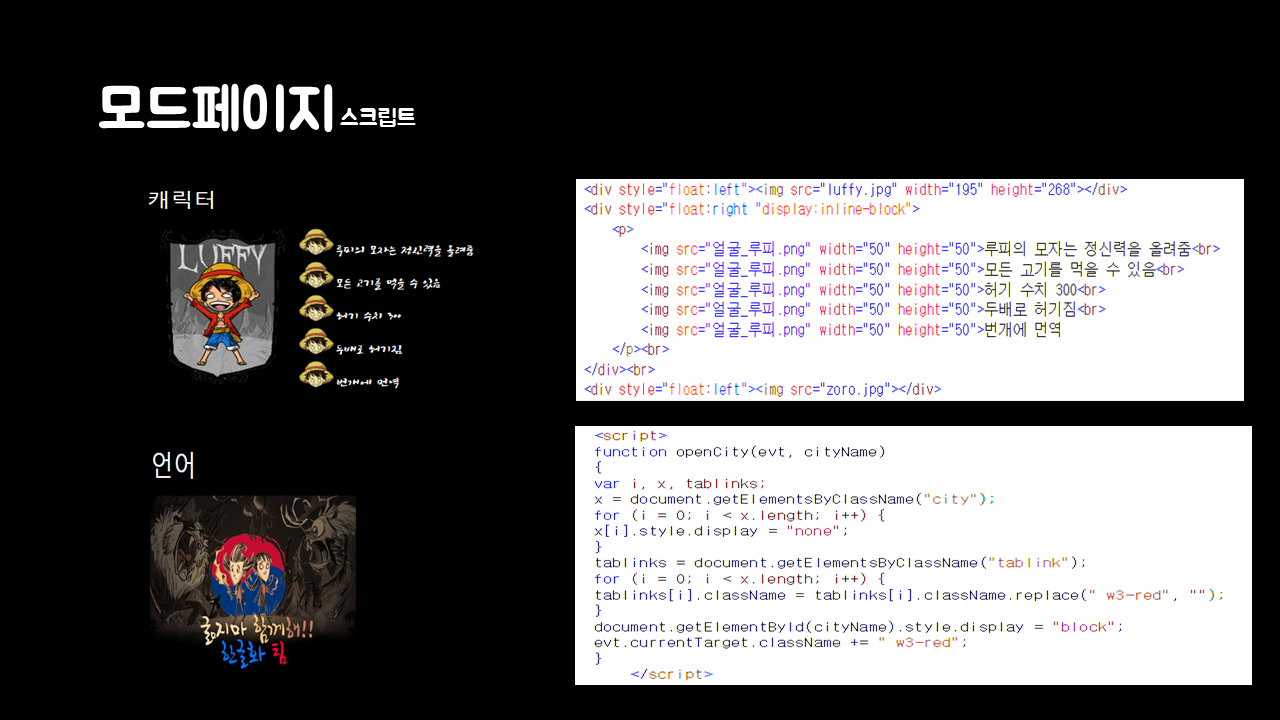 모드페이지 스크립트
캐릭터
LUFFY
루피의 모자는 정신력을 올려줌
모든 고기를 먹을 수 있음
허기 수치 300
두배로 허기짐
번개에 면역
<div style="float:left"><img src="luffy.jpg" width="195" height="268"></div>
<div style="float:right "display:inline-block">
<p>
<img src="얼굴_루피.png" width="50" height="50">루피의 모자는 정신력을 올려줌<br>
<img src="얼굴_루피.png" width="50" height="50">모든 고기를 먹을 수 있음<br>
<img src="얼굴_루피.png" width="50" height="50">허기 수치 300<br>
<img src="얼굴_루피.png" width="50" height="50">두배로 허기짐<br>
<img src="얼굴_루피.png" width="50" height="50">번개에 면역
</p><br>
</div><br>
<div style="float:left"><img src="zoro.jpg"></div>
언어
굶지마 함께해!!
한글화 팀
<script>
function openCity(evt, cityName)
{
var i, x, tablinks;
x = document.getElementsByClassName("city");
for (i = 0; i < x.length; i++) {
x[i].style.display = "none";
}
tablinks = document.getElementsByClassName("tablink");
for (i = 0; i < x.length; i++) {
tablinks[i].className = tablinks[i].className.replace(" w3-red", "");
}
document.getElementById(cityName).style.display = "block";
evt.currentTarget.className += " w3-red";
}
</script>